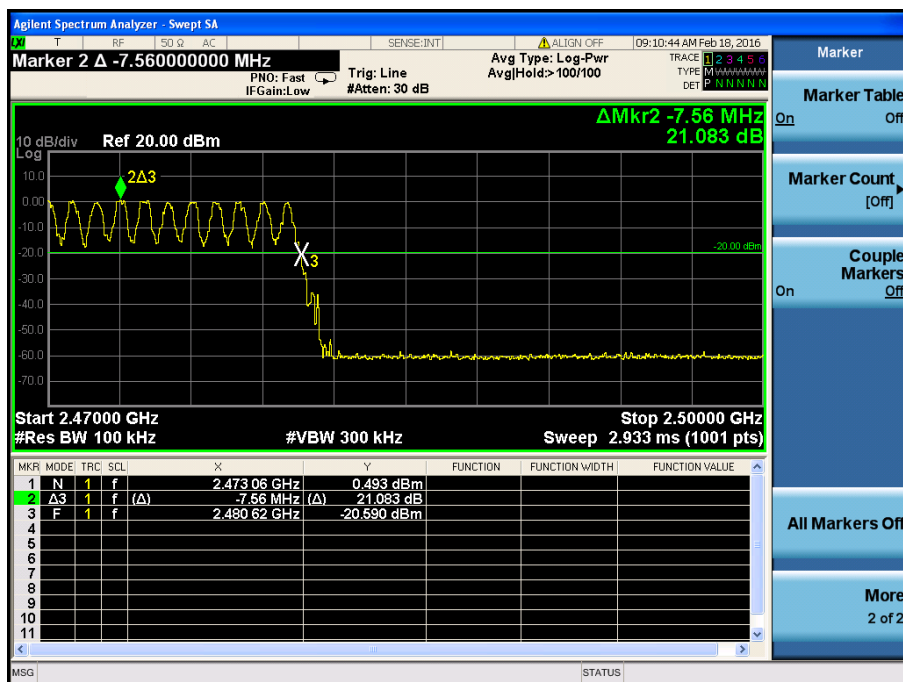 Agilent Spectrum Analyzer - Swept SA
LXI T RF 50 Ω AC SENSE:INT ALIGN OFF 09:10:44 AM Feb 18, 2016
Marker 2 Δ -7.560000000 MHz
PNO: Fast
IFGain:Low
Trig: Line
#Atten: 30 dB
Avg Type: Log-Pwr
Avg|Hold:>100/100
TRACE 1 2 3 4 5 6
TYPE M W W W W W
DET P N N N N N
ΔMkr2 -7.56 MHz
21.083 dB
10 dB/div Ref 20.00 dBm
Log
10.0
2Δ3
0.00
-10.0
-20.0
-20.00 dBm
3
-30.0
-40.0
-50.0
-60.0
-70.0
Start 2.47000 GHz Stop 2.50000 GHz
#Res BW 100 kHz #VBW 300 kHz Sweep 2.933 ms (1001 pts)
MKR MODE TRC SCL X Y FUNCTION FUNCTION WIDTH FUNCTION VALUE
1 N 1 f 2.473 06 GHz 0.493 dBm
2 Δ3 1 f (Δ) -7.56 MHz (Δ) 21.083 dB
3 F 1 f 2.480 62 GHz -20.590 dBm
4
5
6
7
8
9
10
11
MSG STATUS
Marker
Marker Table
On Off
Marker Count
[Off]
Couple
Markers
On Off
All Markers Off
More
2 of 2